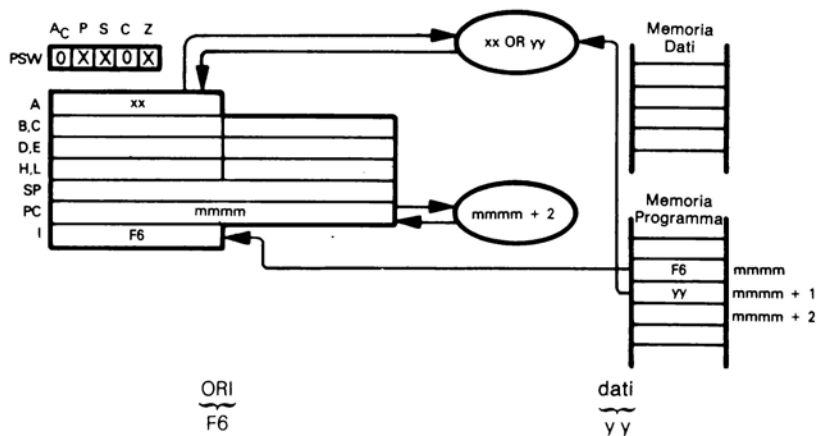 AC P S C Z
PSW 0 X X 0 X
xx OR yy
Memoria
Dati
A xx
B,C
D,E
H,L
SP
PC mmmm
mmmm + 2
I F6
Memoria
Programma
F6 mmmm
yy mmmm + 1
mmmm + 2
ORI dati
F6 y y